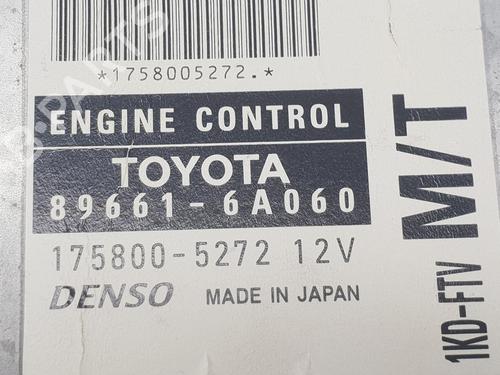 *1758005272.*
ENGINE CONTROL
TOYOTA
89661-6A060
175800-5272 12V
DENSO MADE IN JAPAN
M/T
1KD-FTV